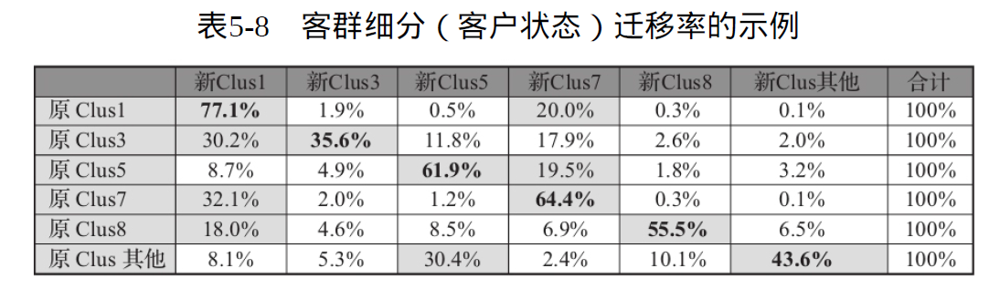 表5-8 客群细分（客户状态）迁移率的示例
新Clus1 新Clus3 新Clus5 新Clus7 新Clus8 新Clus其他 合计
原 Clus1 77.1% 1.9% 0.5% 20.0% 0.3% 0.1% 100%
原 Clus3 30.2% 35.6% 11.8% 17.9% 2.6% 2.0% 100%
原 Clus5 8.7% 4.9% 61.9% 19.5% 1.8% 3.2% 100%
原 Clus7 32.1% 2.0% 1.2% 64.4% 0.3% 0.1% 100%
原 Clus8 18.0% 4.6% 8.5% 6.9% 55.5% 6.5% 100%
原 Clus 其他 8.1% 5.3% 30.4% 2.4% 10.1% 43.6% 100%